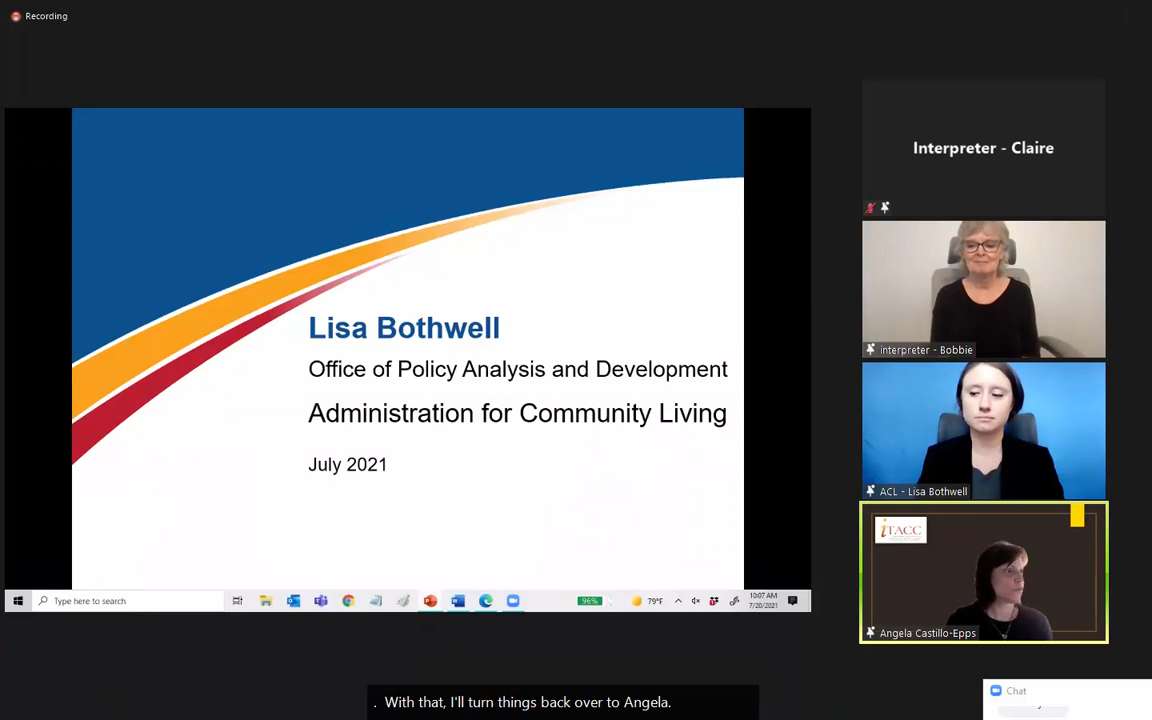 Recording
Interpreter - Claire
interpreter - Bobbie
Lisa Bothwell
Office of Policy Analysis and Development
Administration for Community Living
July 2021
ACL - Lisa Bothwell
iTACC
Angela Castillo-Epps
Type here to search
96%
79°F
10:07 AM
7/20/2021
. With that, I'll turn things back over to Angela.
Chat